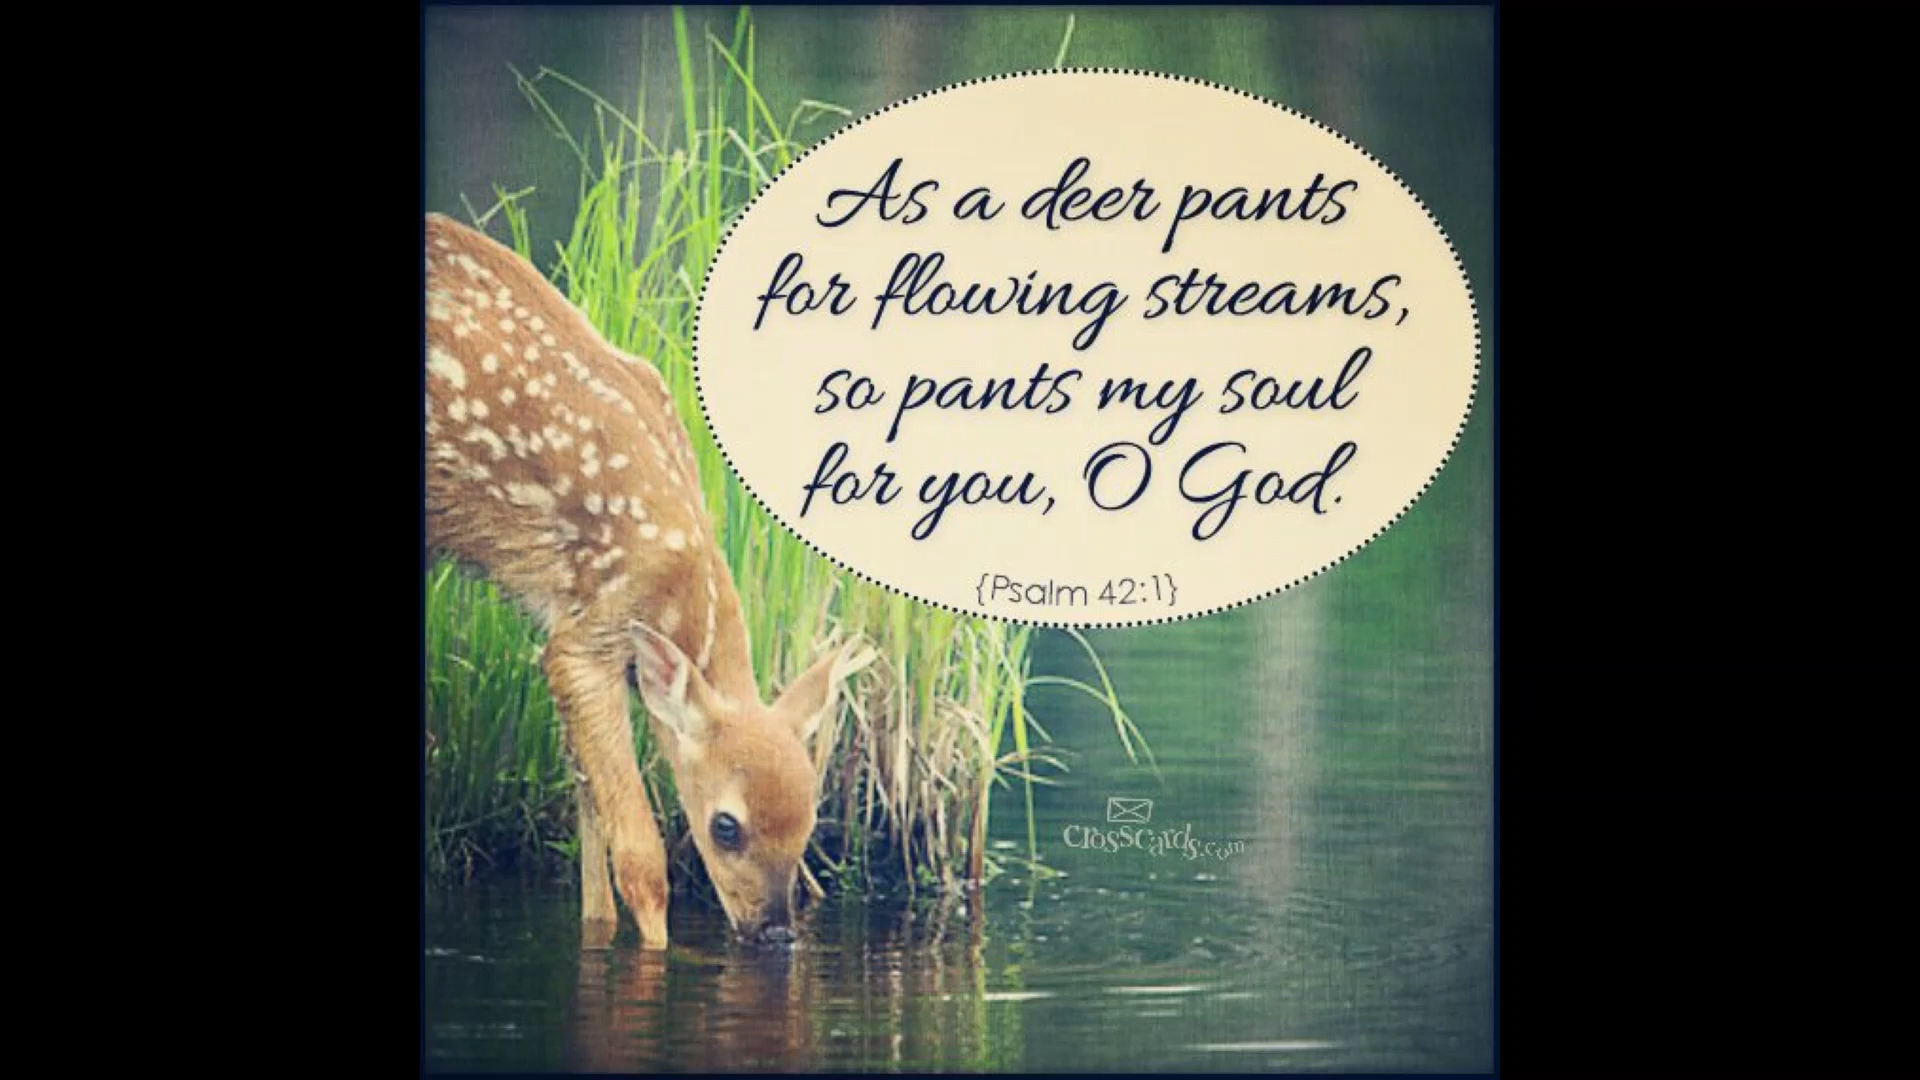 As a deer pants
for flowing streams,
so pants my soul
for you, O God.
{Psalm 42:1}
crosscards.com